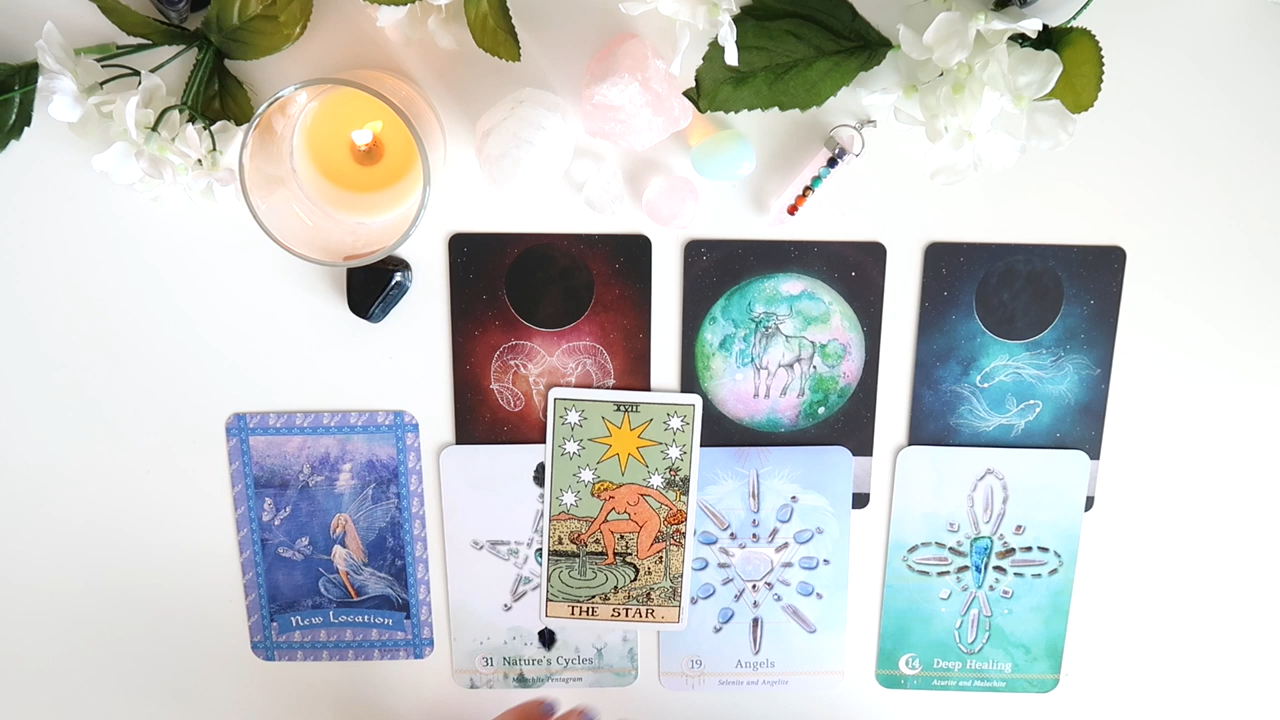 New Location
XVII
THE STAR.
31 Nature's Cycles
Malachite Pentagram
19 Angels
Selenite and Angelite
14 Deep Healing
Azurite and Malachite